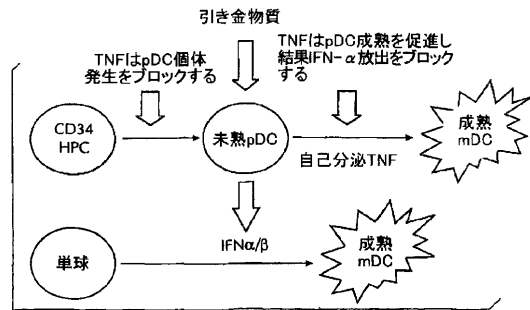 引き金物質
TNFはpDC個体
発生をブロックする
TNFはpDC成熟を促進し
結果IFN-α放出をブロック
する
CD34
HPC
未熟pDC
自己分泌TNF
成熟
mDC
IFNα/β
単球
成熟
mDC